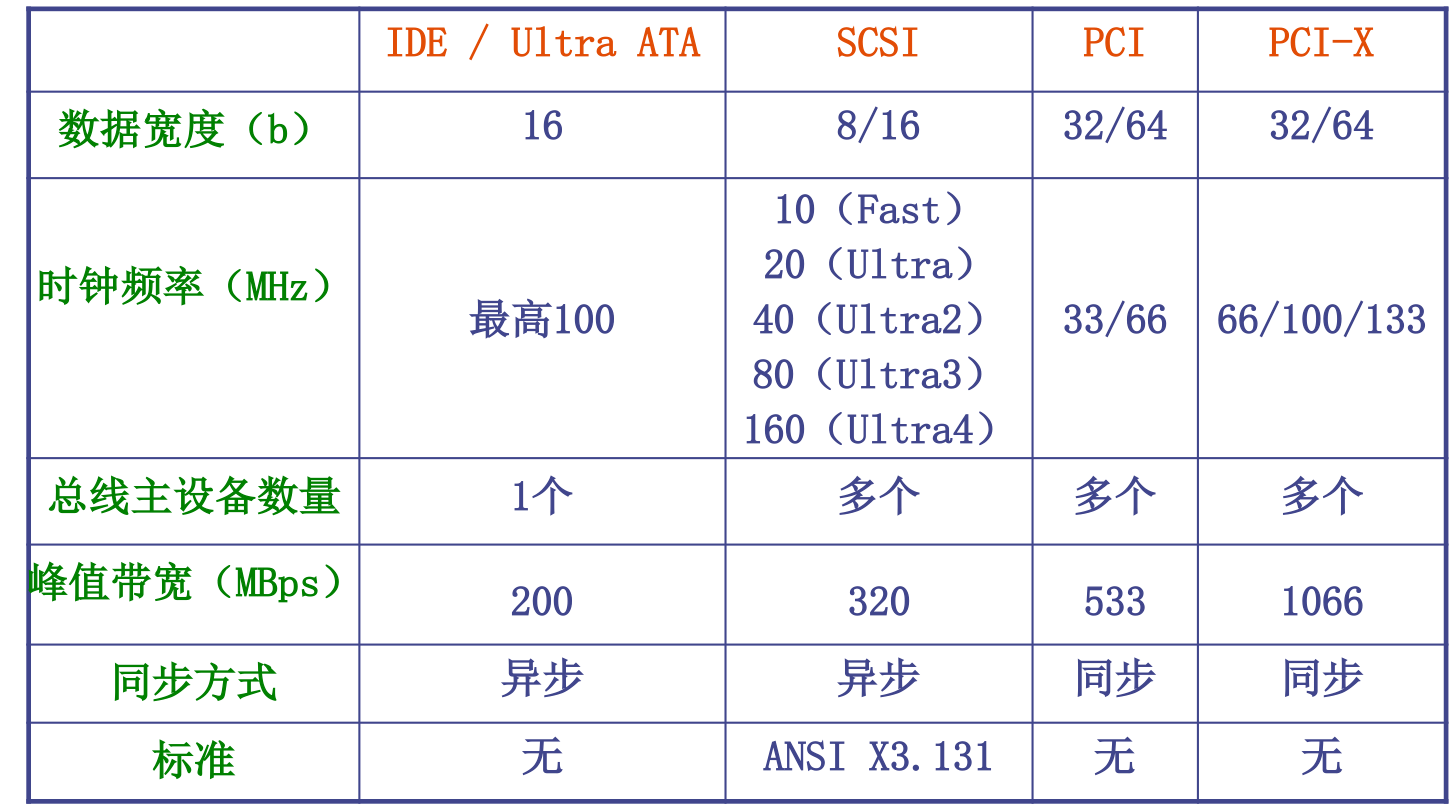 IDE / Ultra ATA SCSI PCI PCI-X
数据宽度（b） 16 8/16 32/64 32/64
时钟频率（MHz） 最高100 10（Fast） 33/66 66/100/133
20（Ultra）
40（Ultra2）
80（Ultra3）
160（Ultra4）
总线主设备数量 1个 多个 多个 多个
峰值带宽（MBps） 200 320 533 1066
同步方式 异步 异步 同步 同步
标准 无 ANSI X3.131 无 无